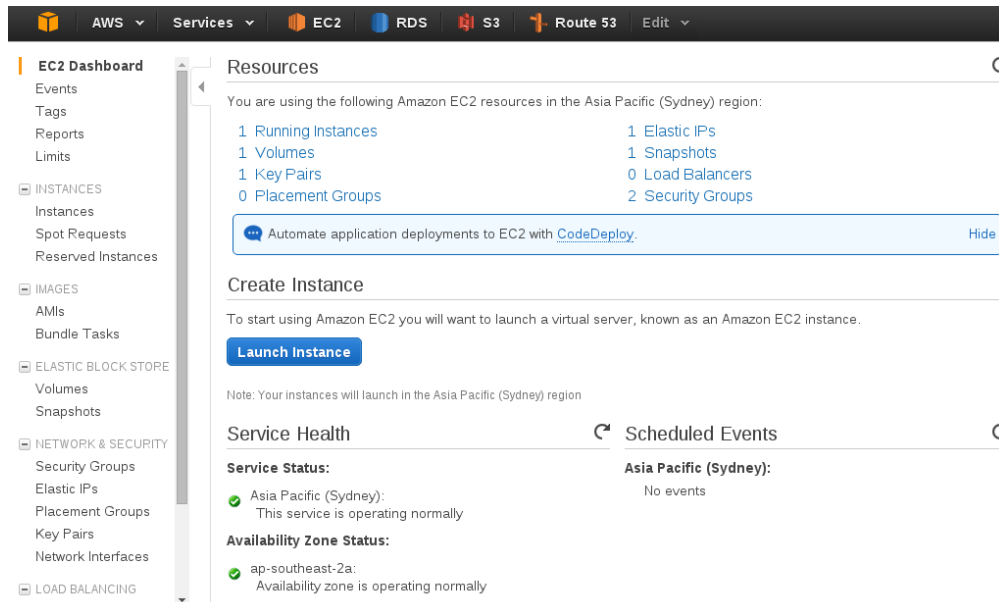 AWS Services EC2 RDS S3 Route 53 Edit
EC2 Dashboard
Events
Tags
Reports
Limits
INSTANCES
Instances
Spot Requests
Reserved Instances
IMAGES
AMIs
Bundle Tasks
ELASTIC BLOCK STORE
Volumes
Snapshots
NETWORK & SECURITY
Security Groups
Elastic IPs
Placement Groups
Key Pairs
Network Interfaces
LOAD BALANCING
Resources
You are using the following Amazon EC2 resources in the Asia Pacific (Sydney) region:
1 Running Instances
1 Volumes
1 Key Pairs
0 Placement Groups
1 Elastic IPs
1 Snapshots
0 Load Balancers
2 Security Groups
Automate application deployments to EC2 with CodeDeploy. Hide
Create Instance
To start using Amazon EC2 you will want to launch a virtual server, known as an Amazon EC2 instance.
Launch Instance
Note: Your instances will launch in the Asia Pacific (Sydney) region
Service Health
Service Status:
Asia Pacific (Sydney):
This service is operating normally
Availability Zone Status:
ap-southeast-2a:
Availability zone is operating normally
Scheduled Events
Asia Pacific (Sydney):
No events